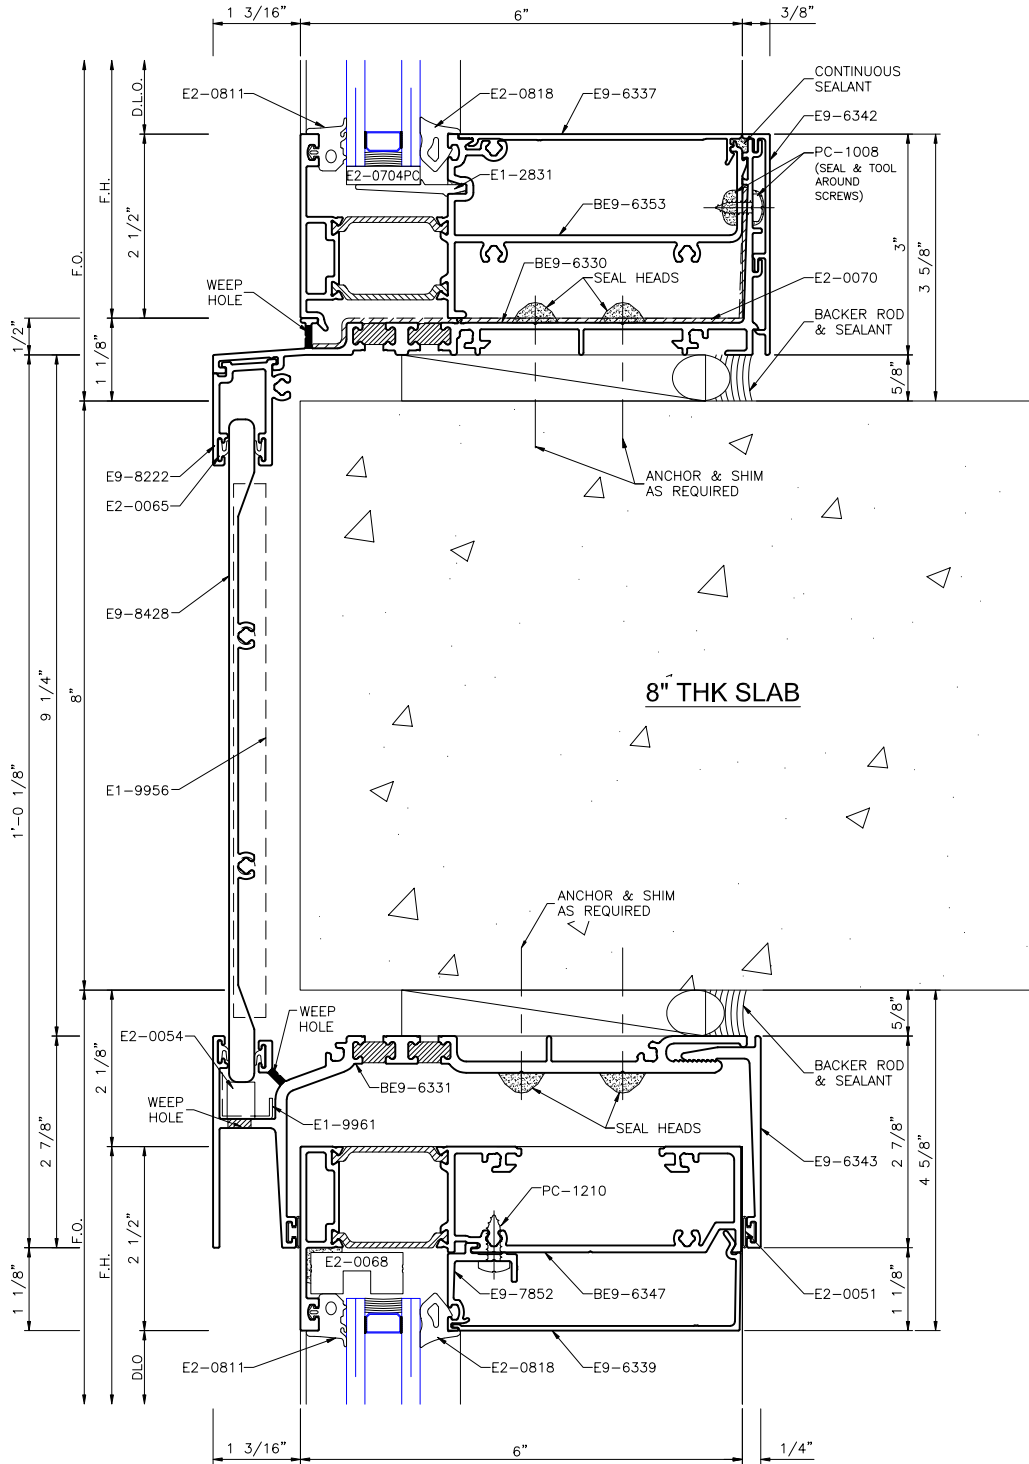 1 3/16"
6"
3/8"
D.L.O.
F.H.
F.O.
E2-0811
E2-0818
E9-6337
CONTINUOUS
SEALANT
E9-6342
PC-1008
(SEAL & TOOL
AROUND
SCREWS)
E2-0704PC
E1-2831
BE9-6353
2 1/2"
3"
3 5/8"
BE9-6330
SEAL HEADS
E2-0070
WEEP
HOLE
BACKER ROD
& SEALANT
1/2"
1 1/8"
5/8"
E9-8222
E2-0065
ANCHOR & SHIM
AS REQUIRED
E9-8428
8" THK SLAB
9 1/4"
8"
1'-0 1/8"
E1-9956
ANCHOR & SHIM
AS REQUIRED
WEEP
HOLE
E2-0054
5/8"
BACKER ROD
& SEALANT
2 1/8"
BE9-6331
WEEP
HOLE
E1-9961
SEAL HEADS
2 7/8"
2 7/8"
4 5/8"
E9-6343
PC-1210
F.O.
F.H.
2 1/2"
E2-0068
1 1/8"
E9-7852
BE9-6347
E2-0051
1 1/8"
DLO
E2-0811
E2-0818
E9-6339
1 3/16"
6"
1/4"